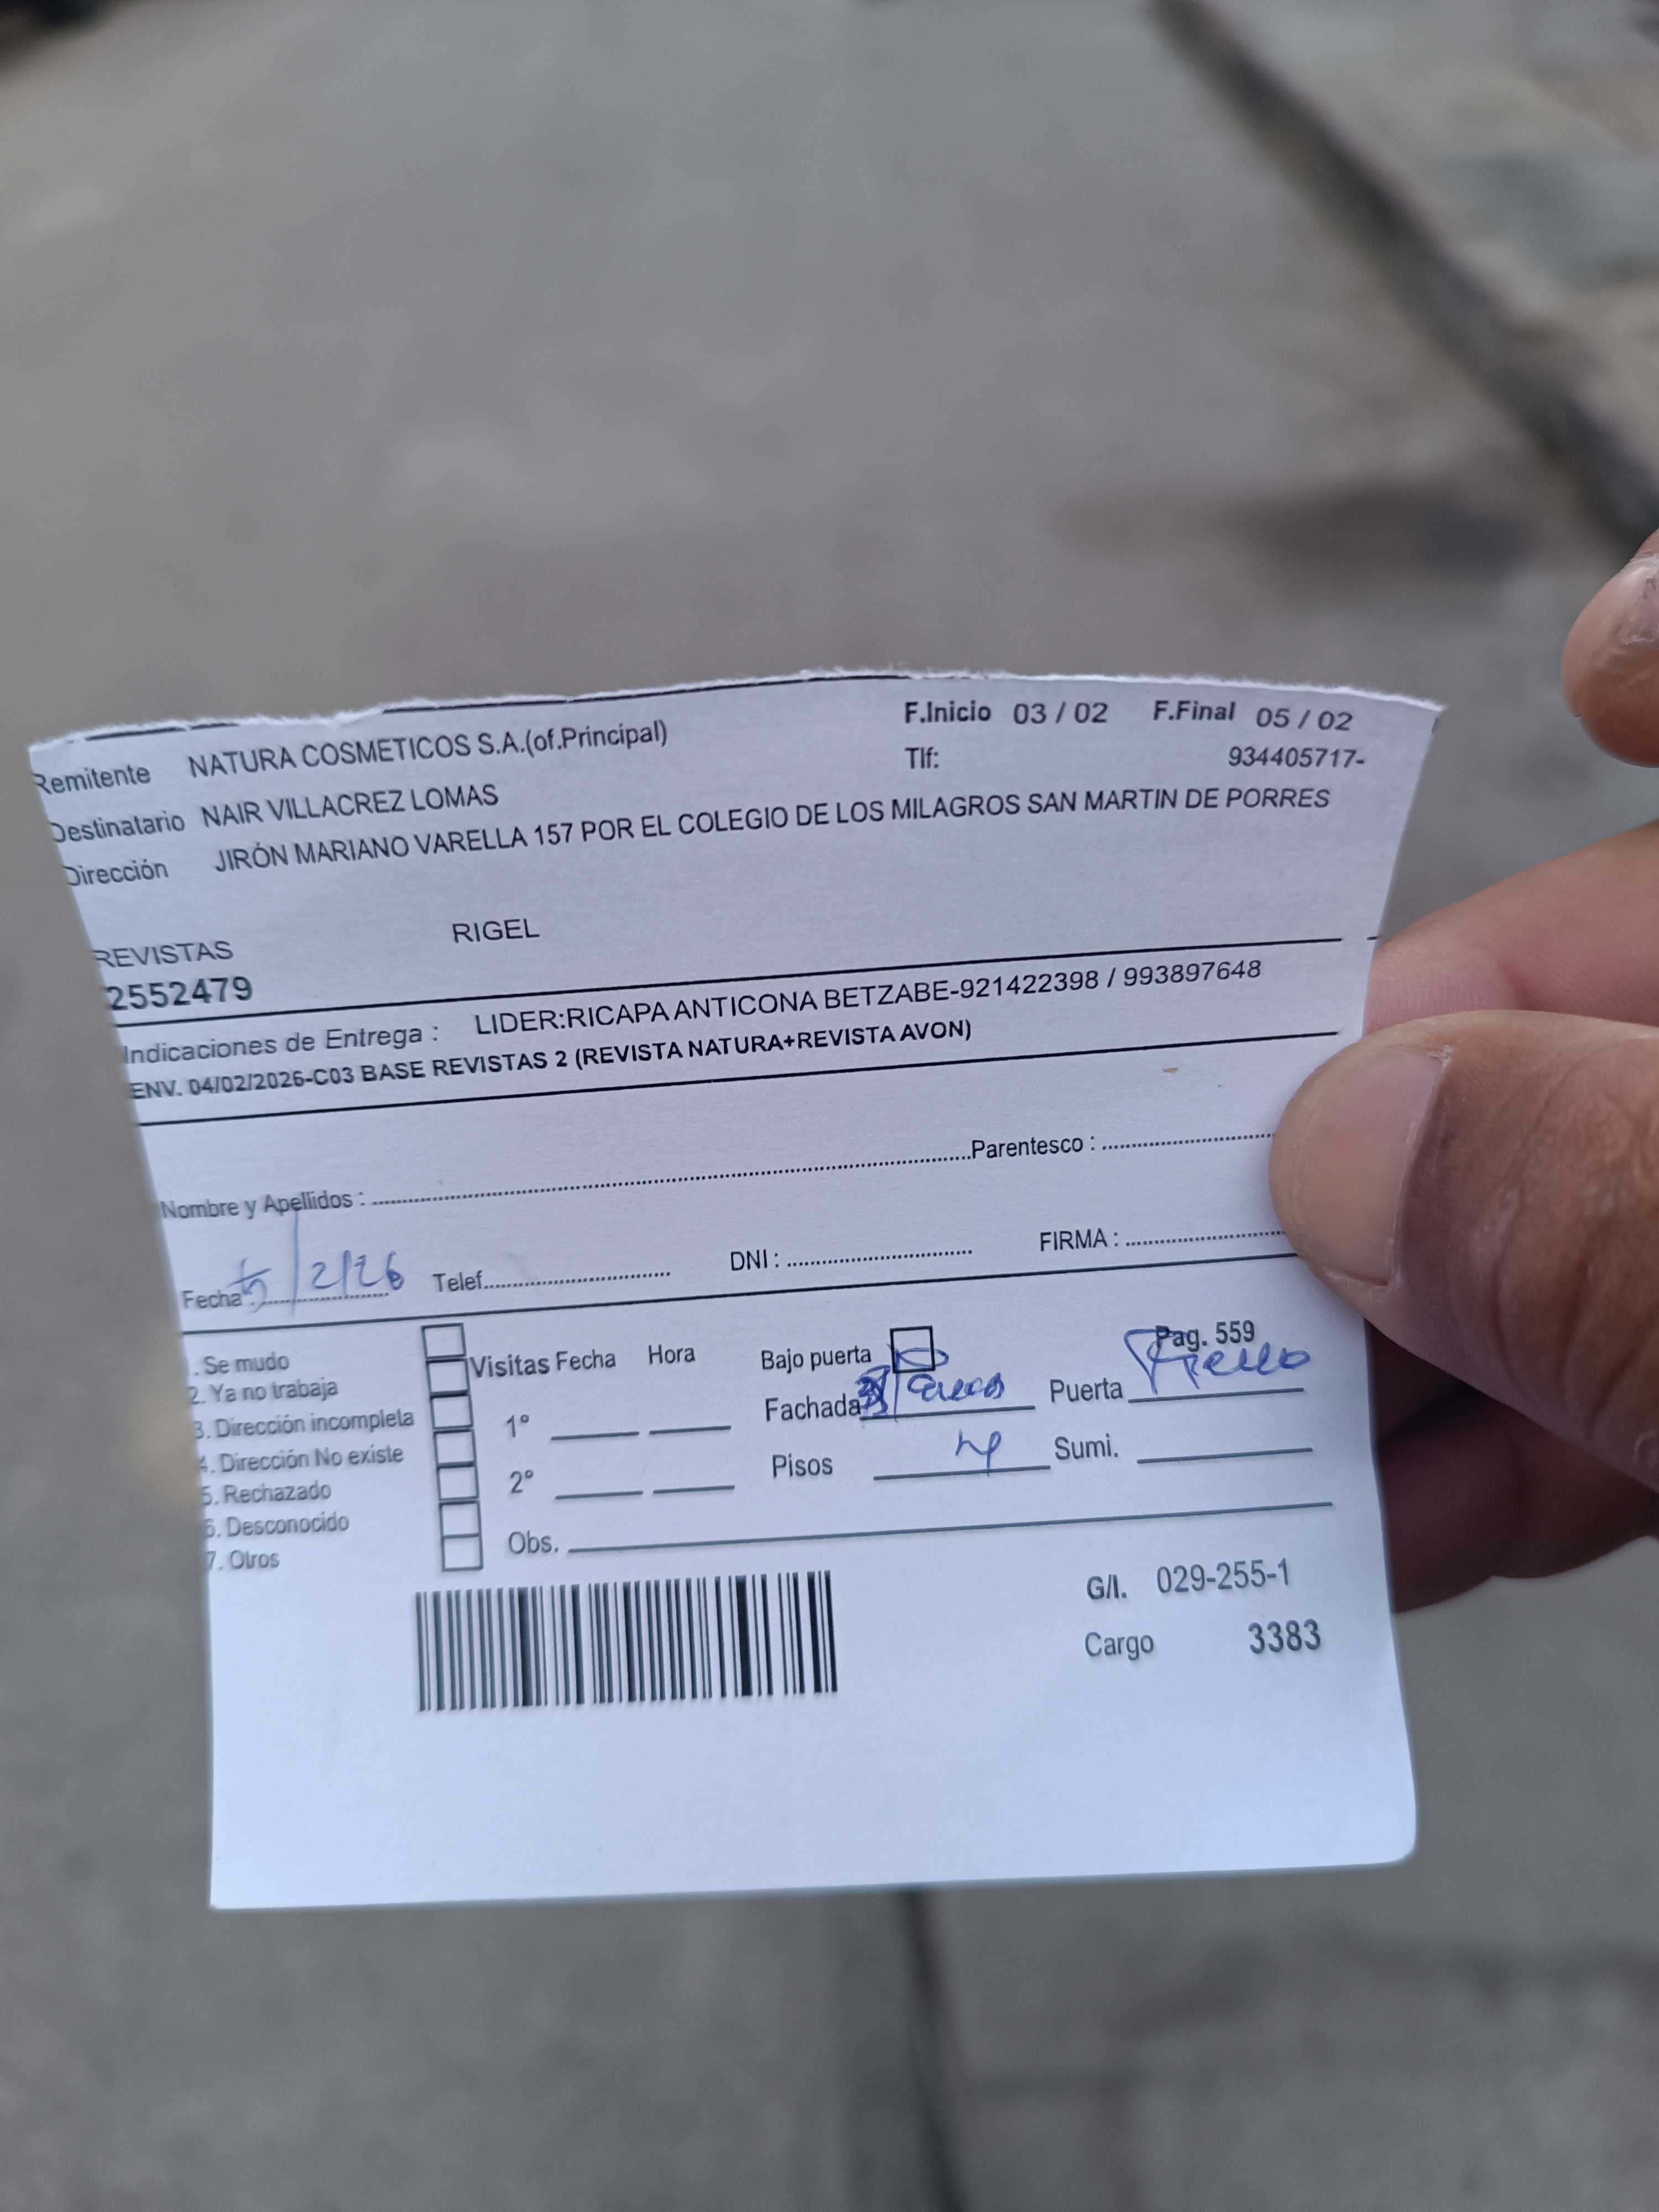 F.Inicio 03 / 02 F.Final 05 / 02
Remitente NATURA COSMETICOS S.A.(of.Principal)
Tlf: 934405717-
Destinatario NAIR VILLACREZ LOMAS
Dirección JIRÓN MARIANO VARELLA 157 POR EL COLEGIO DE LOS MILAGROS SAN MARTIN DE PORRES
REVISTAS RIGEL
2552479
Indicaciones de Entrega : LIDER:RICAPA ANTICONA BETZABE-921422398 / 993897648
ENV. 04/02/2026-C03 BASE REVISTAS 2 (REVISTA NATURA+REVISTA AVON)
Nombre y Apellidos : Parentesco :
Fecha : 5/2/26 Telef. DNI : FIRMA :
Pag. 559
. Se mudo
Visitas Fecha Hora Bajo puerta
2. Ya no trabaja
Fachada Puerta
3. Dirección incompleta
1º
4. Dirección No existe
Pisos Sumi.
5. Rechazado
2º
6. Desconocido
7. Otros
Obs.
G/I. 029-255-1
Cargo 3383